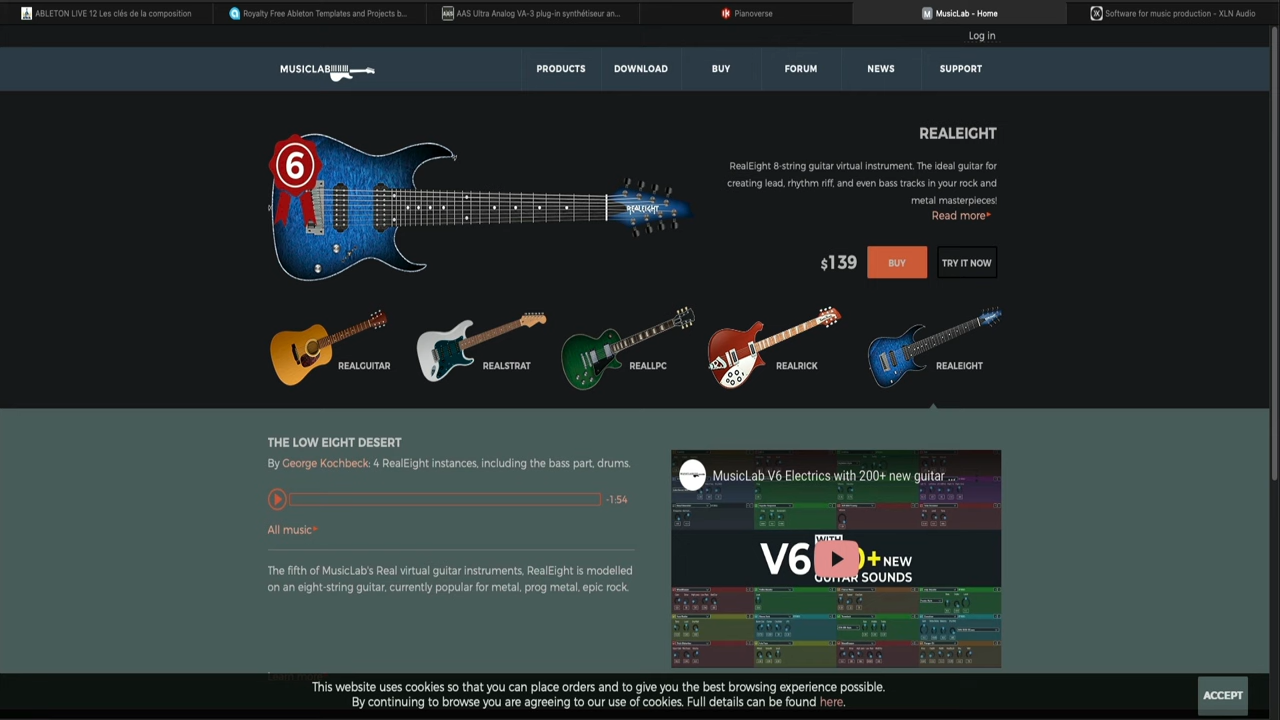 ABLETON LIVE 12 Les clés de la composition
Royalty Free Ableton Templates and Projects b...
AAS Ultra Analog VA-3 plug-in synthétiseur an...
Pianoverse
MusicLab - Home
Software for music production - XLN Audio
Log in
MUSICLAB
PRODUCTS
DOWNLOAD
BUY
FORUM
NEWS
SUPPORT
6
REALEIGHT
REALEIGHT
RealEight 8-string guitar virtual instrument. The ideal guitar for
creating lead, rhythm riff, and even bass tracks in your rock and
metal masterpieces!
Read more
$139
BUY
TRY IT NOW
REALGUITAR
REALSTRAT
REALLPC
REALRICK
REALEIGHT
THE LOW EIGHT DESERT
By George Kochbeck: 4 RealEight instances, including the bass part, drums.
-1:54
All music
The fifth of MusicLab's Real virtual guitar instruments, RealEight is modelled
on an eight-string guitar, currently popular for metal, prog metal, epic rock.
MusicLab V6 Electrics with 200+ new guitar ...
WITH
V6 0+ NEW
GUITAR SOUNDS
This website uses cookies so that you can place orders and to give you the best browsing experience possible.
By continuing to browse you are agreeing to our use of cookies. Full details can be found here.
ACCEPT